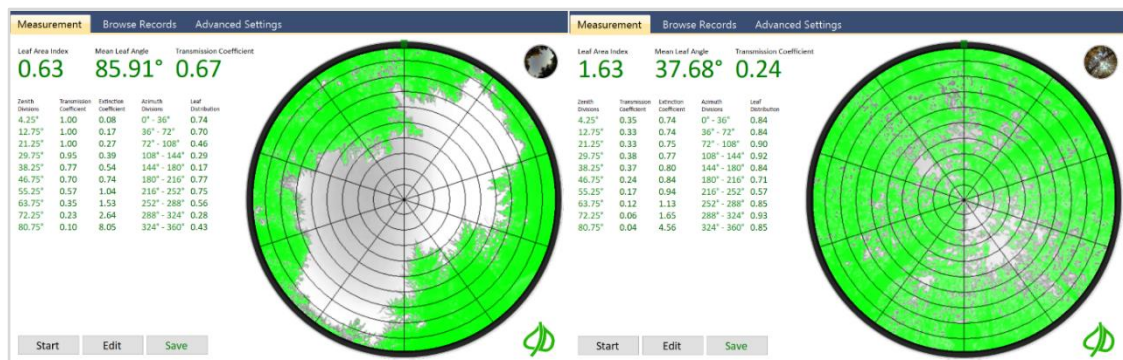 Measurement Browse Records Advanced Settings
Leaf Area Index Mean Leaf Angle Transmission Coefficient
0.63 85.91° 0.67
Zenith Divisions Transmission Coefficient Extinction Coefficient Azimuth Divisions Leaf Distribution
4.25° 1.00 0.08 0° - 36° 0.74
12.75° 1.00 0.17 36° - 72° 0.70
21.25° 1.00 0.27 72° - 108° 0.46
29.75° 0.95 0.39 108° - 144° 0.29
38.25° 0.77 0.54 144° - 180° 0.17
46.75° 0.70 0.74 180° - 216° 0.77
55.25° 0.57 1.04 216° - 252° 0.75
63.75° 0.35 1.53 252° - 288° 0.56
72.25° 0.23 2.64 288° - 324° 0.28
80.75° 0.10 8.05 324° - 360° 0.43
Start Edit Save
Measurement Browse Records Advanced Settings
Leaf Area Index Mean Leaf Angle Transmission Coefficient
1.63 37.68° 0.24
Zenith Divisions Transmission Coefficient Extinction Coefficient Azimuth Divisions Leaf Distribution
4.25° 0.35 0.74 0° - 36° 0.84
12.75° 0.33 0.74 36° - 72° 0.84
21.25° 0.33 0.75 72° - 108° 0.90
29.75° 0.38 0.77 108° - 144° 0.92
38.25° 0.37 0.80 144° - 180° 0.84
46.75° 0.24 0.84 180° - 216° 0.71
55.25° 0.17 0.94 216° - 252° 0.57
63.75° 0.12 1.13 252° - 288° 0.85
72.25° 0.06 1.65 288° - 324° 0.93
80.75° 0.04 4.56 324° - 360° 0.85
Start Edit Save